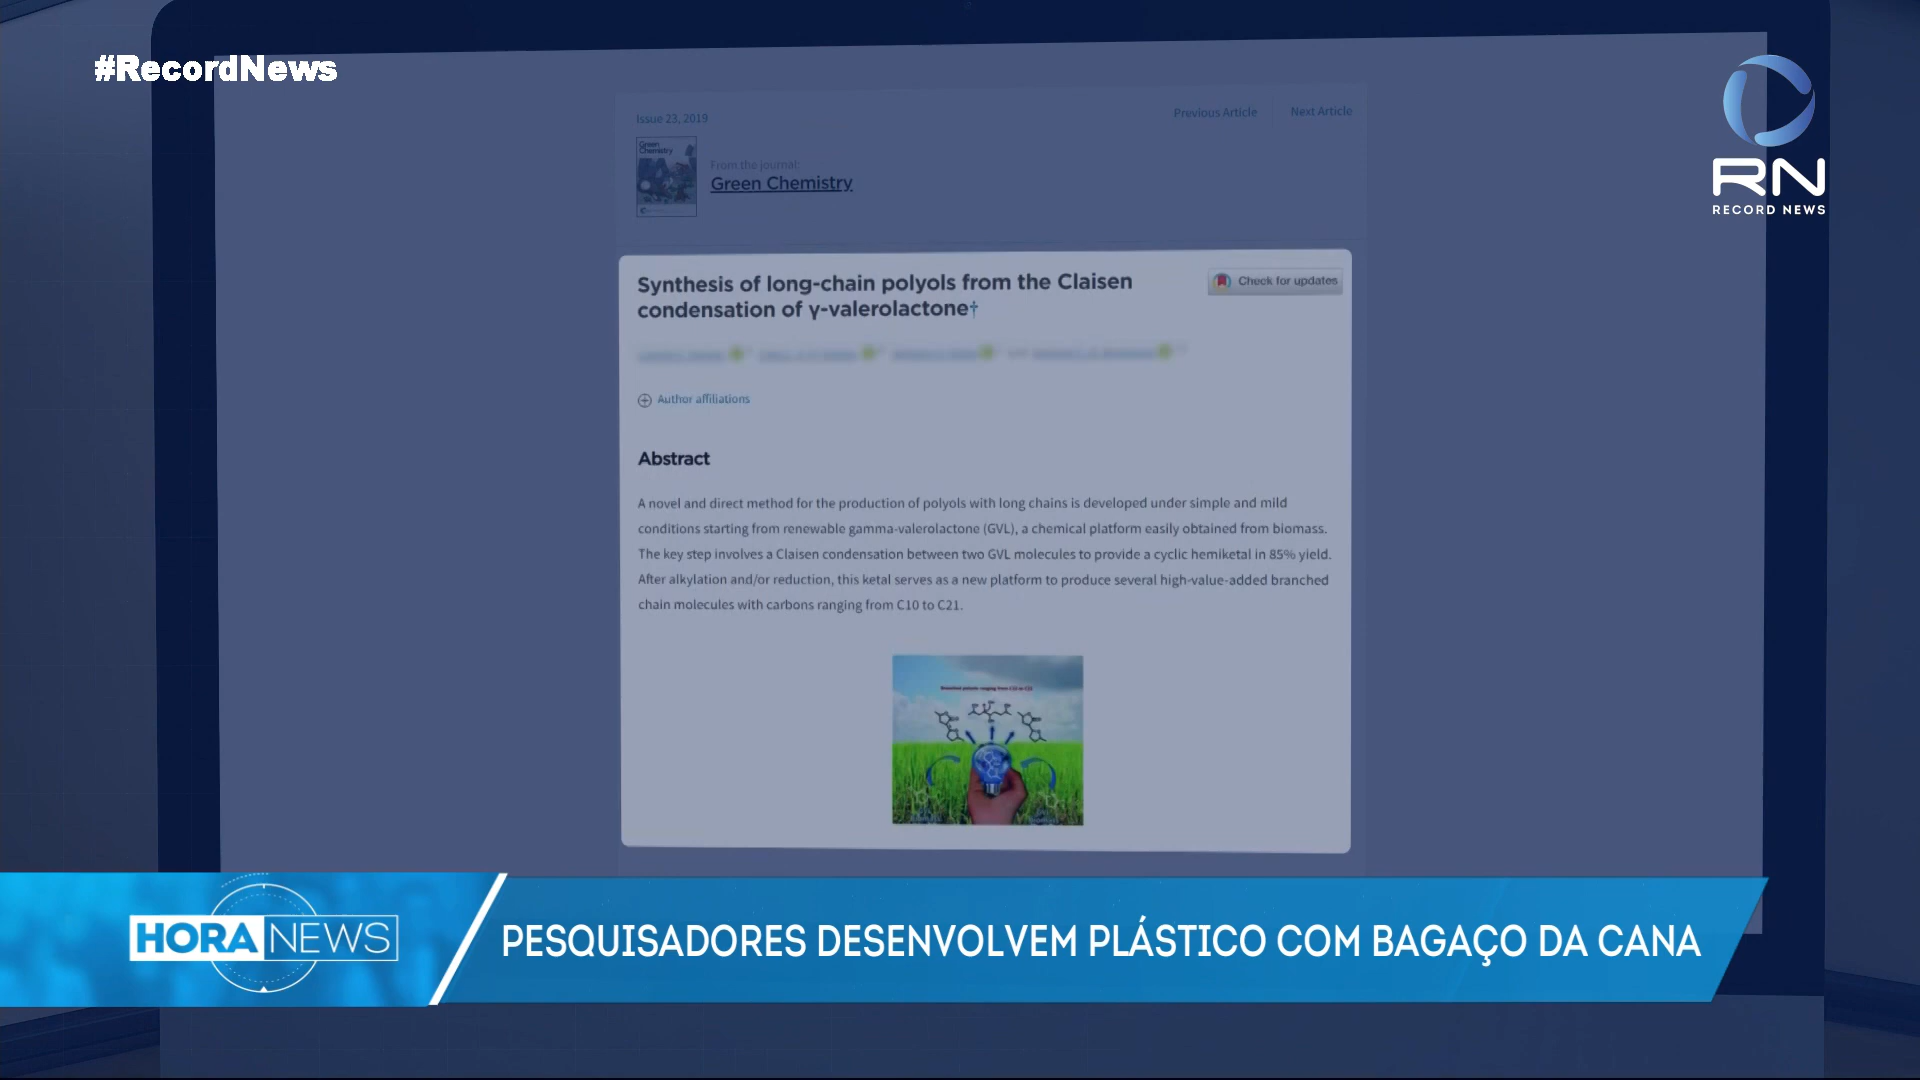 #RecordNews
Issue 23, 2019
Previous Article
Next Article
Green Chemistry
From the journal:
Green Chemistry
RN
RECORD NEWS
Synthesis of long-chain polyols from the Claisen
condensation of γ-valerolactone†
Check for updates
Author affiliations
Abstract
A novel and direct method for the production of polyols with long chains is developed under simple and mild
conditions starting from renewable gamma-valerolactone (GVL), a chemical platform easily obtained from biomass.
The key step involves a Claisen condensation between two GVL molecules to provide a cyclic hemiketal in 85% yield.
After alkylation and/or reduction, this ketal serves as a new platform to produce several high-value-added branched
chain molecules with carbons ranging from C10 to C21.
HORA NEWS
PESQUISADORES DESENVOLVEM PLÁSTICO COM BAGAÇO DA CANA